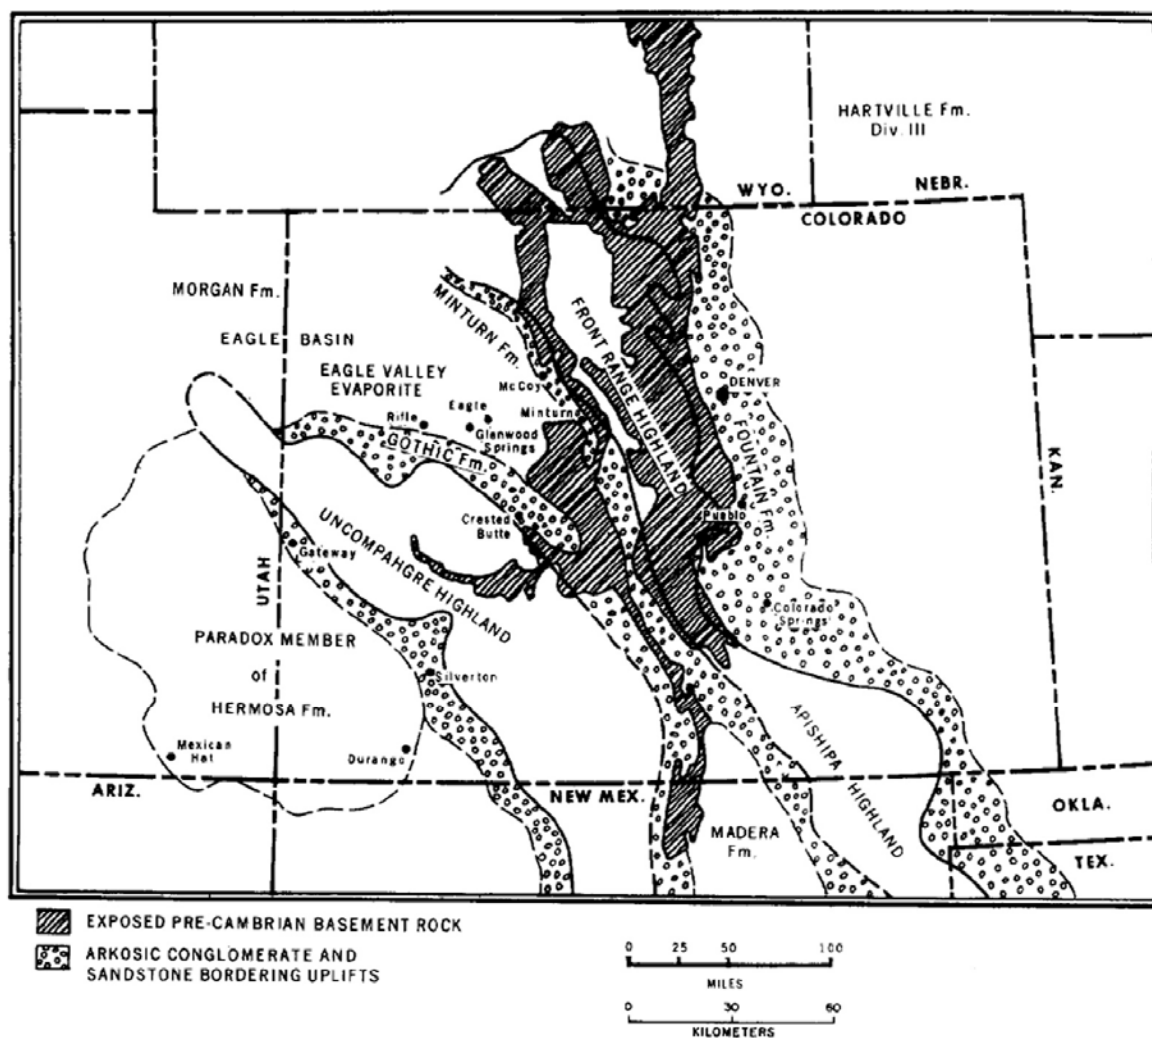 HARTVILLE Fm.
Div. III
WYO.
NEBR.
COLORADO
MORGAN Fm.
EAGLE BASIN
MINTURN Fm.
FRONT RANGE HIGHLAND
EAGLE VALLEY
EVAPORITE
McCoy
DENVER
Rifle
Eagle
Minturn
Glenwood
Springs
GOTHIC Fm.
FOUNTAIN Fm.
KAN.
Crested
Butte
Pueblo
UNCOMPAHGRE HIGHLAND
Gateway
UTAH
Colorado
Springs
PARADOX MEMBER
of
HERMOSA Fm.
Silverton
APISHIPA HIGHLAND
Mexican
Hat
Durango
ARIZ.
NEW MEX.
OKLA.
MADERA
Fm.
TEX.
EXPOSED PRE-CAMBRIAN BASEMENT ROCK
ARKOSIC CONGLOMERATE AND
SANDSTONE BORDERING UPLIFTS
0 25 50 100
MILES
0 30 60
KILOMETERS